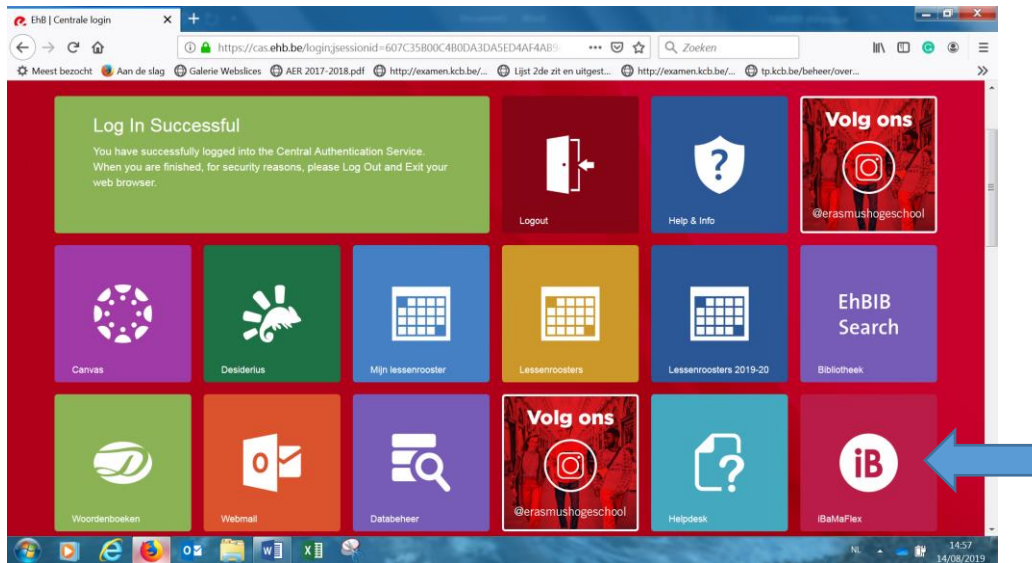 EhB | Centrale login
https://cas.ehb.be/login;jsessionid=607C35B00C4B0DA3DA5ED4AF4AB9
Zoeken
Meest bezocht Aan de slag Galerie Webslices AER 2017-2018.pdf http://examen.kcb.be/... Lijst 2de zit en uitgest... http://examen.kcb.be/... tp.kcb.be/beheer/over...
Log In Successful
You have successfully logged into the Central Authentication Service.
When you are finished, for security reasons, please Log Out and Exit your
web browser.
Logout
?
Help & Info
Volg ons
@erasmushogeschool
Canvas
Desiderius
Mijn lessenrooster
Lessenroosters
Lessenroosters 2019-20
EhBIB
Search
Bibliotheek
Woordenboeken
Webmail
Databeheer
Volg ons
@erasmushogeschool
?
Helpdesk
iB
iBaMaFlex
NL
14:57
14/08/2019